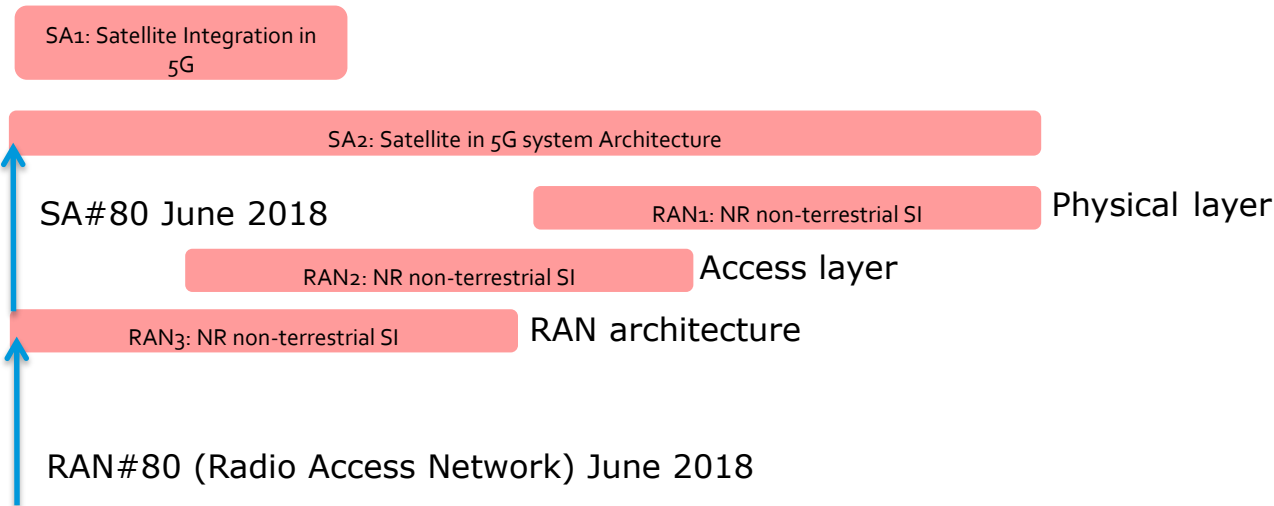 SA1: Satellite Integration in
5G
SA2: Satellite in 5G system Architecture
SA#80 June 2018
RAN1: NR non-terrestrial SI
Physical layer
RAN2: NR non-terrestrial SI
Access layer
RAN3: NR non-terrestrial SI
RAN architecture
RAN#80 (Radio Access Network) June 2018